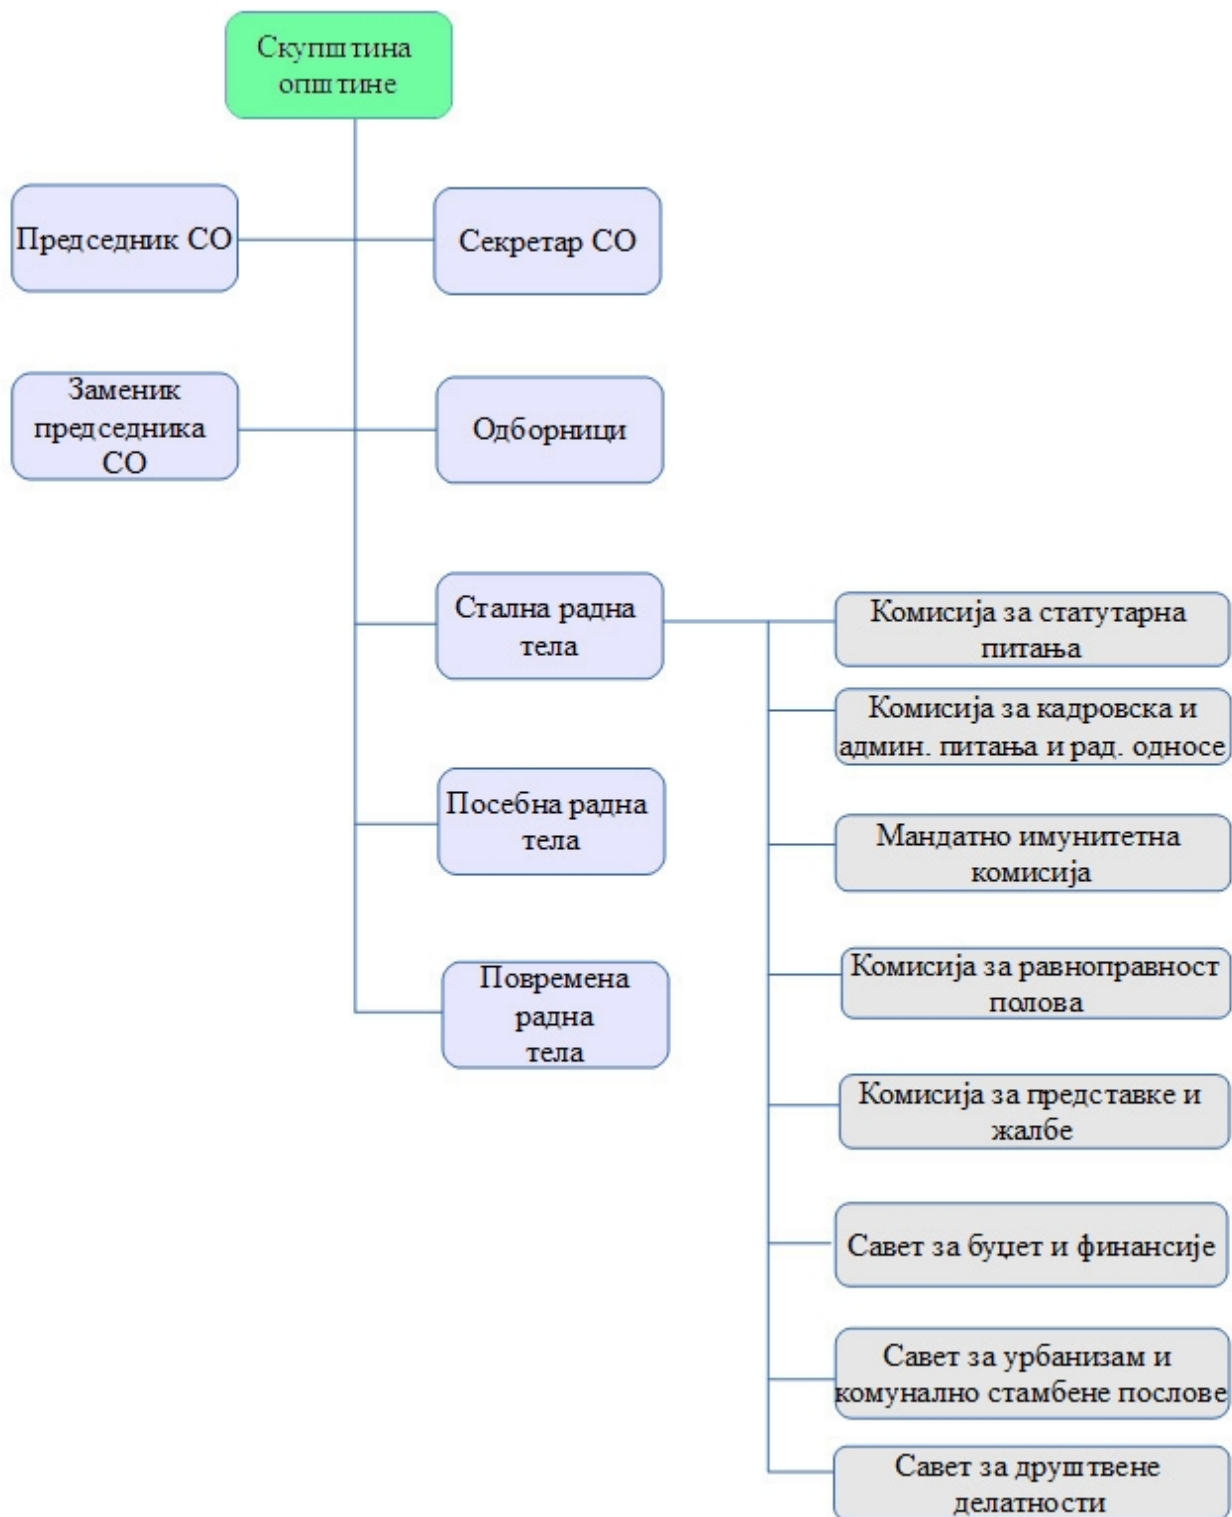 Скупштина
општине
Председник СО
Секретар СО
Заменик
председника
СО
Одборници
Стална радна
тела
Комисија за статутарна
питања
Комисија за кадровска и
админ. питања и рад. односе
Посебна радна
тела
Мандатно имунитетна
комисија
Повремена
радна
тела
Комисија за равноправност
полова
Комисија за представке и
жалбе
Савет за буџет и финансије
Савет за урбанизам и
комунално стамбене послове
Савет за друштвене
делатности